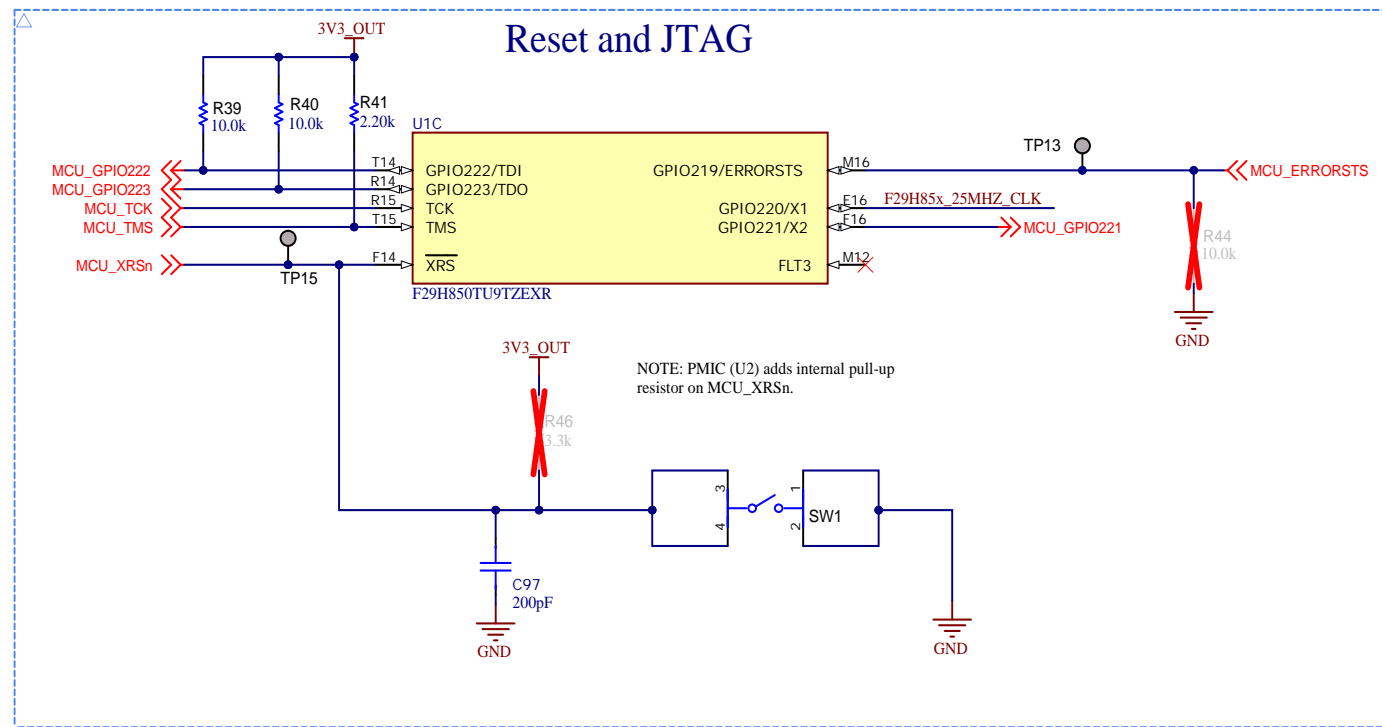 Reset and JTAG
3V3_OUT
R39
10.0k
R40
10.0k
R41
2.20k
U1C
MCU_GPIO222
T14
GPIO222/TDI
MCU_GPIO223
R14
GPIO223/TDO
MCU_TCK
R15
TCK
MCU_TMS
T15
TMS
MCU_XRSn
TP15
F14
XRS
F29H850TU9TZEXR
GPIO219/ERRORSTS
M16
TP13
MCU_ERRORSTS
GPIO220/X1
E16
F29H85x_25MHZ_CLK
GPIO221/X2
F16
MCU_GPIO221
FLT3
M12
R44
10.0k
GND
3V3_OUT
NOTE: PMIC (U2) adds internal pull-up
resistor on MCU_XRSn.
R46
3.3k
3
4
1
2
SW1
C97
200pF
GND
GND